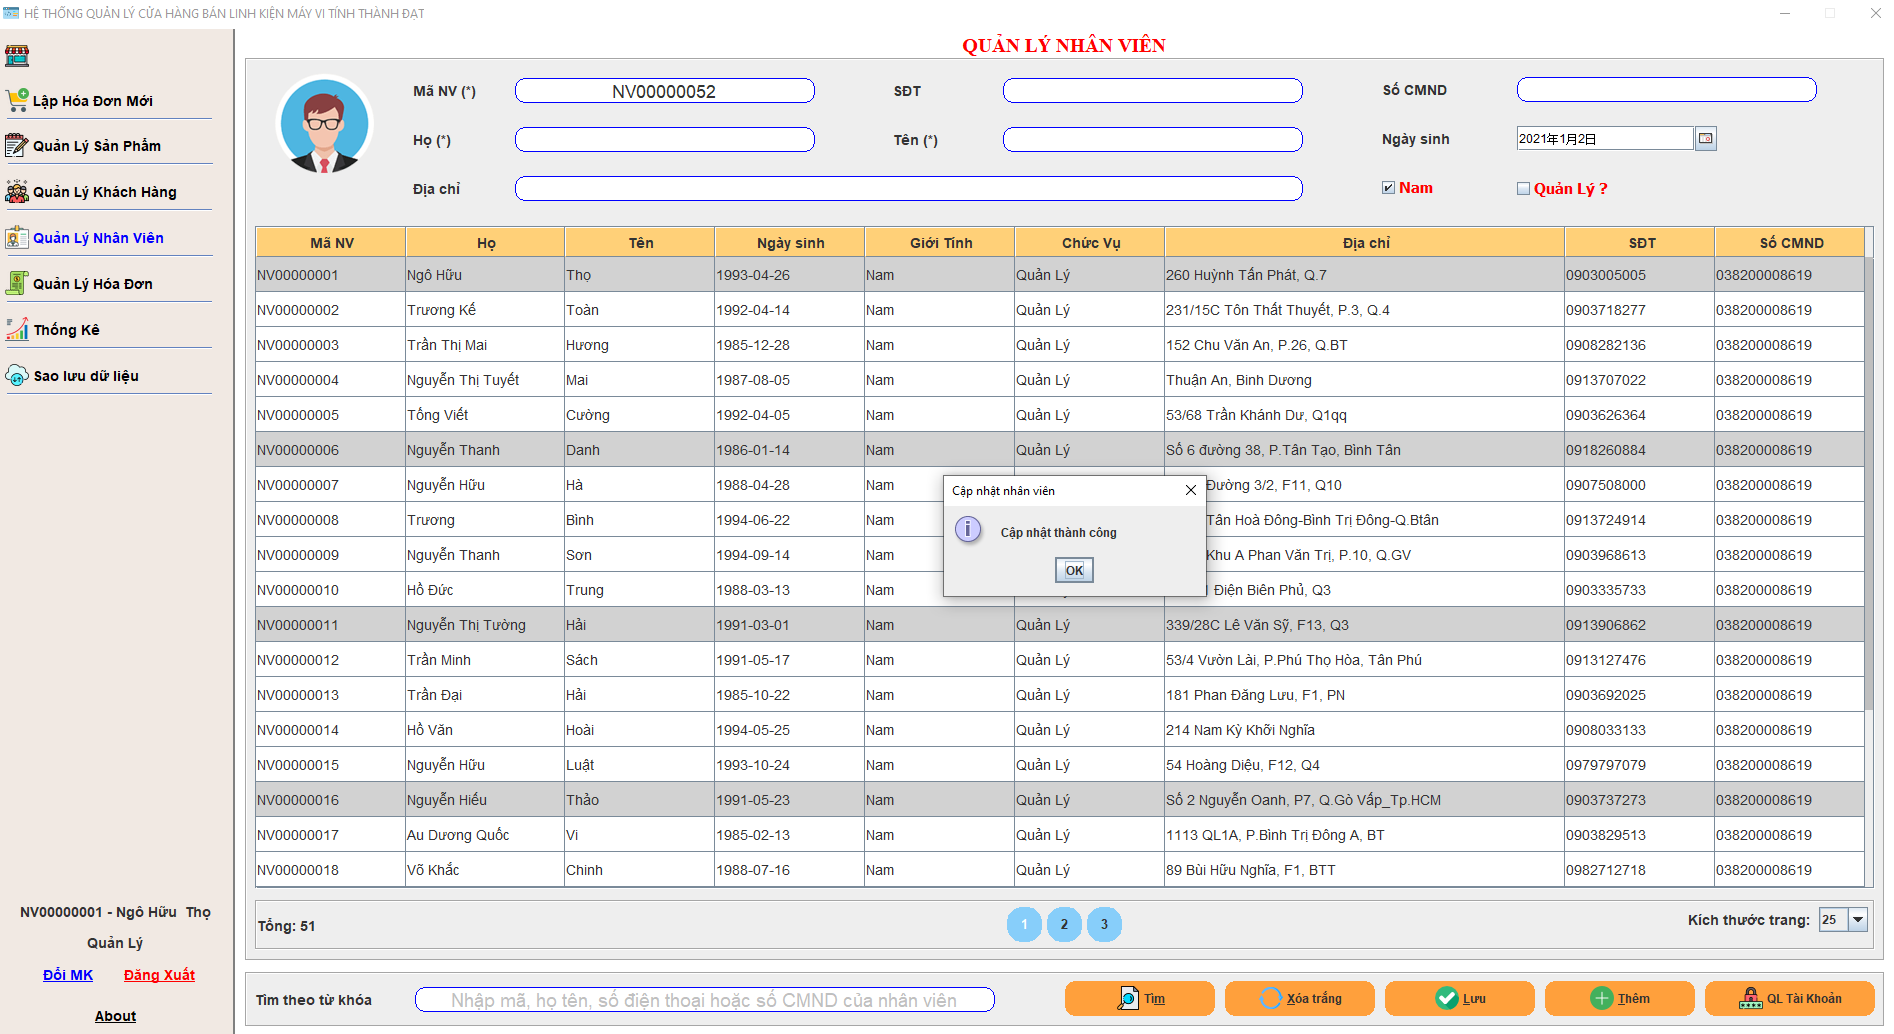 HỆ THỐNG QUẢN LÝ CỬA HÀNG BÁN LINH KIỆN MÁY VI TÍNH THÀNH ĐẠT
Lập Hóa Đơn Mới
Quản Lý Sản Phẩm
Quản Lý Khách Hàng
Quản Lý Nhân Viên
Quản Lý Hóa Đơn
Thống Kê
Sao lưu dữ liệu
NV00000001 - Ngô Hữu Thọ
Quản Lý
Đổi MK Đăng Xuất
About
QUẢN LÝ NHÂN VIÊN
Mã NV (*) NV00000052 SĐT Số CMND
Họ (*) Tên (*) Ngày sinh 2021年1月2日
Địa chỉ Nam Quản Lý ?
Mã NV Họ Tên Ngày sinh Giới Tính Chức Vụ Địa chỉ SĐT Số CMND
NV00000001 Ngô Hữu Thọ 1993-04-26 Nam Quản Lý 260 Huỳnh Tấn Phát, Q.7 0903005005 038200008619
NV00000002 Trương Kế Toàn 1992-04-14 Nam Quản Lý 231/15C Tôn Thất Thuyết, P.3, Q.4 0903718277 038200008619
NV00000003 Trần Thị Mai Hương 1985-12-28 Nam Quản Lý 152 Chu Văn An, P.26, Q.BT 0908282136 038200008619
NV00000004 Nguyễn Thị Tuyết Mai 1987-08-05 Nam Quản Lý Thuận An, Binh Dương 0913707022 038200008619
NV00000005 Tống Viết Cường 1992-04-05 Nam Quản Lý 53/68 Trần Khánh Dư, Q1qq 0903626364 038200008619
NV00000006 Nguyễn Thanh Danh 1986-01-14 Nam Quản Lý Số 6 đường 38, P.Tân Tạo, Bình Tân 0918260884 038200008619
NV00000007 Nguyễn Hữu Hà 1988-04-28 Nam Đường 3/2, F11, Q10 0907508000 038200008619
NV00000008 Trương Bình 1994-06-22 Nam Tân Hoà Đông-Bình Trị Đông-Q.Btân 0913724914 038200008619
NV00000009 Nguyễn Thanh Sơn 1994-09-14 Nam Khu A Phan Văn Trị, P.10, Q.GV 0903968613 038200008619
NV00000010 Hồ Đức Trung 1988-03-13 Nam Điện Biên Phủ, Q3 0903335733 038200008619
NV00000011 Nguyễn Thị Tường Hải 1991-03-01 Nam Quản Lý 339/28C Lê Văn Sỹ, F13, Q3 0913906862 038200008619
NV00000012 Trần Minh Sách 1991-05-17 Nam Quản Lý 53/4 Vườn Lài, P.Phú Thọ Hòa, Tân Phú 0913127476 038200008619
NV00000013 Trần Đại Hải 1985-10-22 Nam Quản Lý 181 Phan Đăng Lưu, F1, PN 0903692025 038200008619
NV00000014 Hồ Văn Hoài 1994-05-25 Nam Quản Lý 214 Nam Kỳ Khỡi Nghĩa 0908033133 038200008619
NV00000015 Nguyễn Hữu Luật 1993-10-24 Nam Quản Lý 54 Hoàng Diệu, F12, Q4 0979797079 038200008619
NV00000016 Nguyễn Hiếu Thảo 1991-05-23 Nam Quản Lý Số 2 Nguyễn Oanh, P7, Q.Gò Vấp_Tp.HCM 0903737273 038200008619
NV00000017 Au Dương Quốc Vi 1985-02-13 Nam Quản Lý 1113 QL1A, P.Bình Trị Đông A, BT 0903829513 038200008619
NV00000018 Võ Khắc Chinh 1988-07-16 Nam Quản Lý 89 Bùi Hữu Nghĩa, F1, BTT 0982712718 038200008619
Cập nhật nhân viên
Cập nhật thành công
OK
Tổng: 51 1 2 3 Kích thước trang: 25
Tìm theo từ khóa Nhập mã, họ tên, số điện thoại hoặc số CMND của nhân viên Tìm Xóa trắng Lưu Thêm QL Tài Khoản